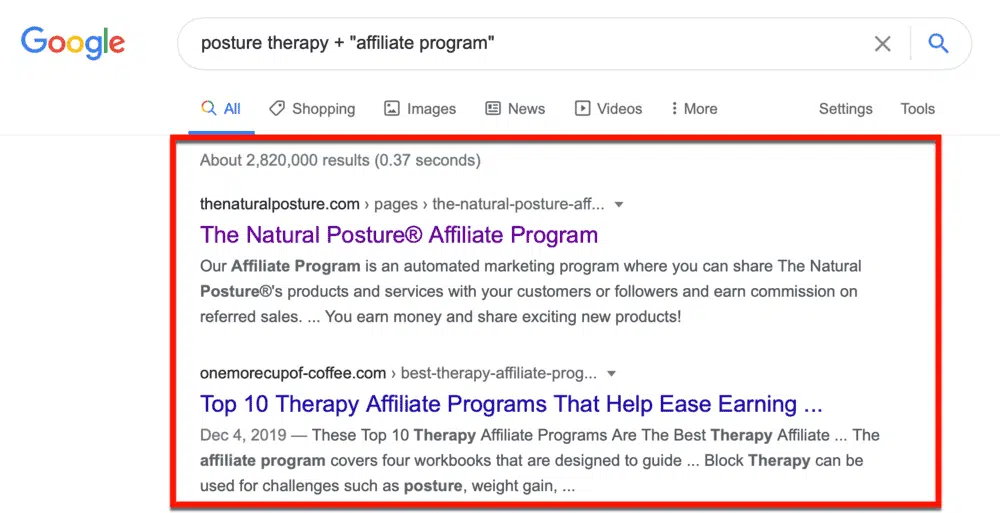 Google
posture therapy + "affiliate program"
All Shopping Images News Videos More Settings Tools
About 2,820,000 results (0.37 seconds)
thenaturalposture.com › pages › the-natural-posture-aff...
The Natural Posture® Affiliate Program
Our Affiliate Program is an automated marketing program where you can share The Natural
Posture®'s products and services with your customers or followers and earn commission on
referred sales. ... You earn money and share exciting new products!
onemorecupof-coffee.com › best-therapy-affiliate-prog...
Top 10 Therapy Affiliate Programs That Help Ease Earning ...
Dec 4, 2019 — These Top 10 Therapy Affiliate Programs Are The Best Therapy Affiliate ... The
affiliate program covers four workbooks that are designed to guide ... Block Therapy can be
used for challenges such as posture, weight gain, ...